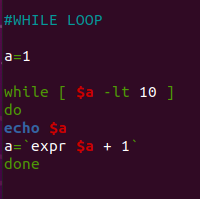 #WHILE LOOP
a=1
while [ $a -lt 10 ]
do
echo $a
a=`expr $a + 1`
done